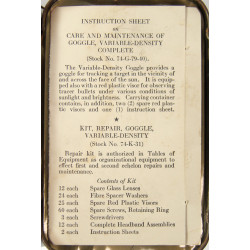 INSTRUCTION SHEET
on
CARE AND MAINTENANCE OF
GOGGLE, VARIABLE-DENSITY
COMPLETE
(Stock No. 74-G-79-40).
The Variable-Density Goggle provides a
goggle for tracking a target in the vicinity of
and across the face of the sun. It is equip-
ped also with a red plastic visor for observing
tracer bullets under various conditions of
sunlight and brightness. Carrying container
contains, in addition, two (2) spare red plas-
tic visors and one (1) instruction sheet.
★
KIT, REPAIR, GOGGLE,
VARIABLE-DENSITY
(Stock No. 74-K-31)
Repair kit is authorized in Tables of
Equipment as organizational equipment to
effect first and second echelon repairs and
maintenance.
Contents of Kit
12 each Spare Glass Lenses
24 each Fibre Spacer Washers
25 each Spare Red Plastic Visors
60 each Spare Screws, Retaining Ring
3 each Screwdrivers
12 each Complete Headband Assemblies
2 each Instruction Sheets